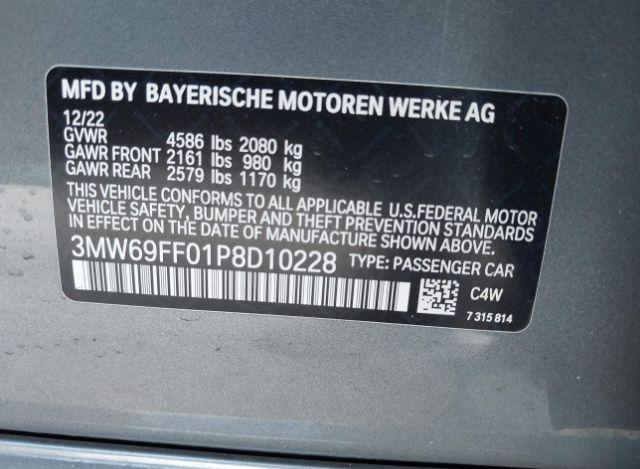 MFD BY BAYERISCHE MOTOREN WERKE AG
12/22
GVWR 4586 lbs 2080 kg
GAWR FRONT 2161 lbs 980 kg
GAWR REAR 2579 lbs 1170 kg
THIS VEHICLE CONFORMS TO ALL APPLICABLE U.S.FEDERAL MOTOR
VEHICLE SAFETY, BUMPER AND THEFT PREVENTION STANDARDS
IN EFFECT ON THE DATE OF MANUFACTURE SHOWN ABOVE.
3MW69FF01P8D10228 TYPE: PASSENGER CAR
C4W
7 315 814